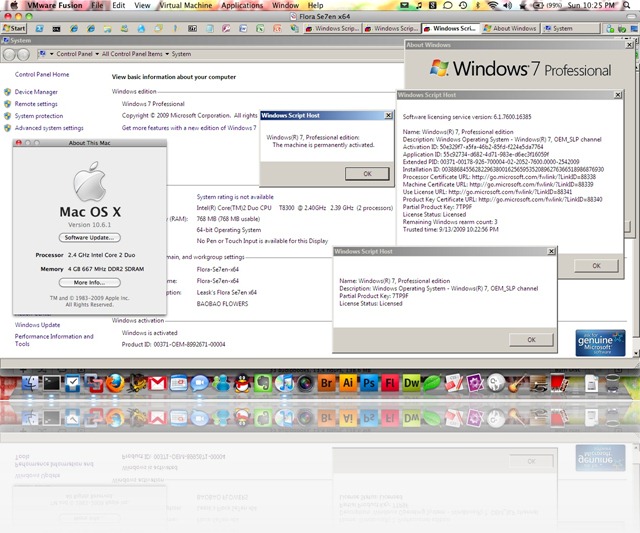 VMware Fusion File Edit View Virtual Machine Applications Window Help
(99%) Sun 10:25 PM
Flora Se7en x64
Start
Windows Scrip...
Windows Scrip...
Windows Scri...
About Windows
System
System
Control Panel
All Control Panel Items
System
Control Panel Home
Device Manager
Remote settings
System protection
Advanced system settings
View basic information about your computer
Windows edition
Windows 7 Professional
Copyright © 2009 Microsoft Corporation. All rights
Get more features with a new edition of Windows 7
System rating is not available
Intel(R) Core(TM)2 Duo CPU T8300 @ 2.40GHz 2.39 GHz (2 processors)
(RAM): 768 MB (768 MB usable)
64-bit Operating System
No Pen or Touch Input is available for this Display
main, and workgroup settings
Flora-Se7en-x64
Flora-Se7en-x64
Leask's Flora Se7en x64
BAOBAO FLOWERS
Windows activation
Windows is activated
Product ID: 00371-OEM-8992671-00004
Windows Update
Performance Information and
Tools
About This Mac
Mac OS X
Version 10.6.1
Software Update...
Processor 2.4 GHz Intel Core 2 Duo
Memory 4 GB 667 MHz DDR2 SDRAM
More Info...
TM and © 1983-2009 Apple Inc.
All Rights Reserved.
Windows Script Host
Windows(R) 7, Professional edition:
The machine is permanently activated.
OK
About Windows
Windows 7 Professional
Windows Script Host
Software licensing service version: 6.1.7600.16385
Name: Windows(R) 7, Professional edition
Description: Windows Operating System - Windows(R) 7, OEM_SLP channel
Activation ID: 50e329f7-a5fa-46b2-85fd-f224e5da7764
Application ID: 55c92734-d682-4d71-983e-d6ec3f16059f
Extended PID: 00371-00178-926-700004-02-2052-7600.0000-2542009
Processor Certificate URL: http://go.microsoft.com/fwlink/?LinkID=88338
Machine Certificate URL: http://go.microsoft.com/fwlink/?LinkID=88339
Use License URL: http://go.microsoft.com/fwlink/?LinkID=88340
Product Key Certificate URL: http://go.microsoft.com/fwlink/?LinkID=88341
Partial Product Key: 7TP9F
License Status: Licensed
Remaining Windows rearm count: 3
Trusted time: 9/13/2009 10:22:56 PM
OK
Windows Script Host
Name: Windows(R) 7, Professional edition
Description: Windows Operating System - Windows(R) 7, OEM_SLP channel
Partial Product Key: 7TP9F
License Status: Licensed
OK
ask for
genuine
Microsoft
Software
Br Ai Ps Fl Dw